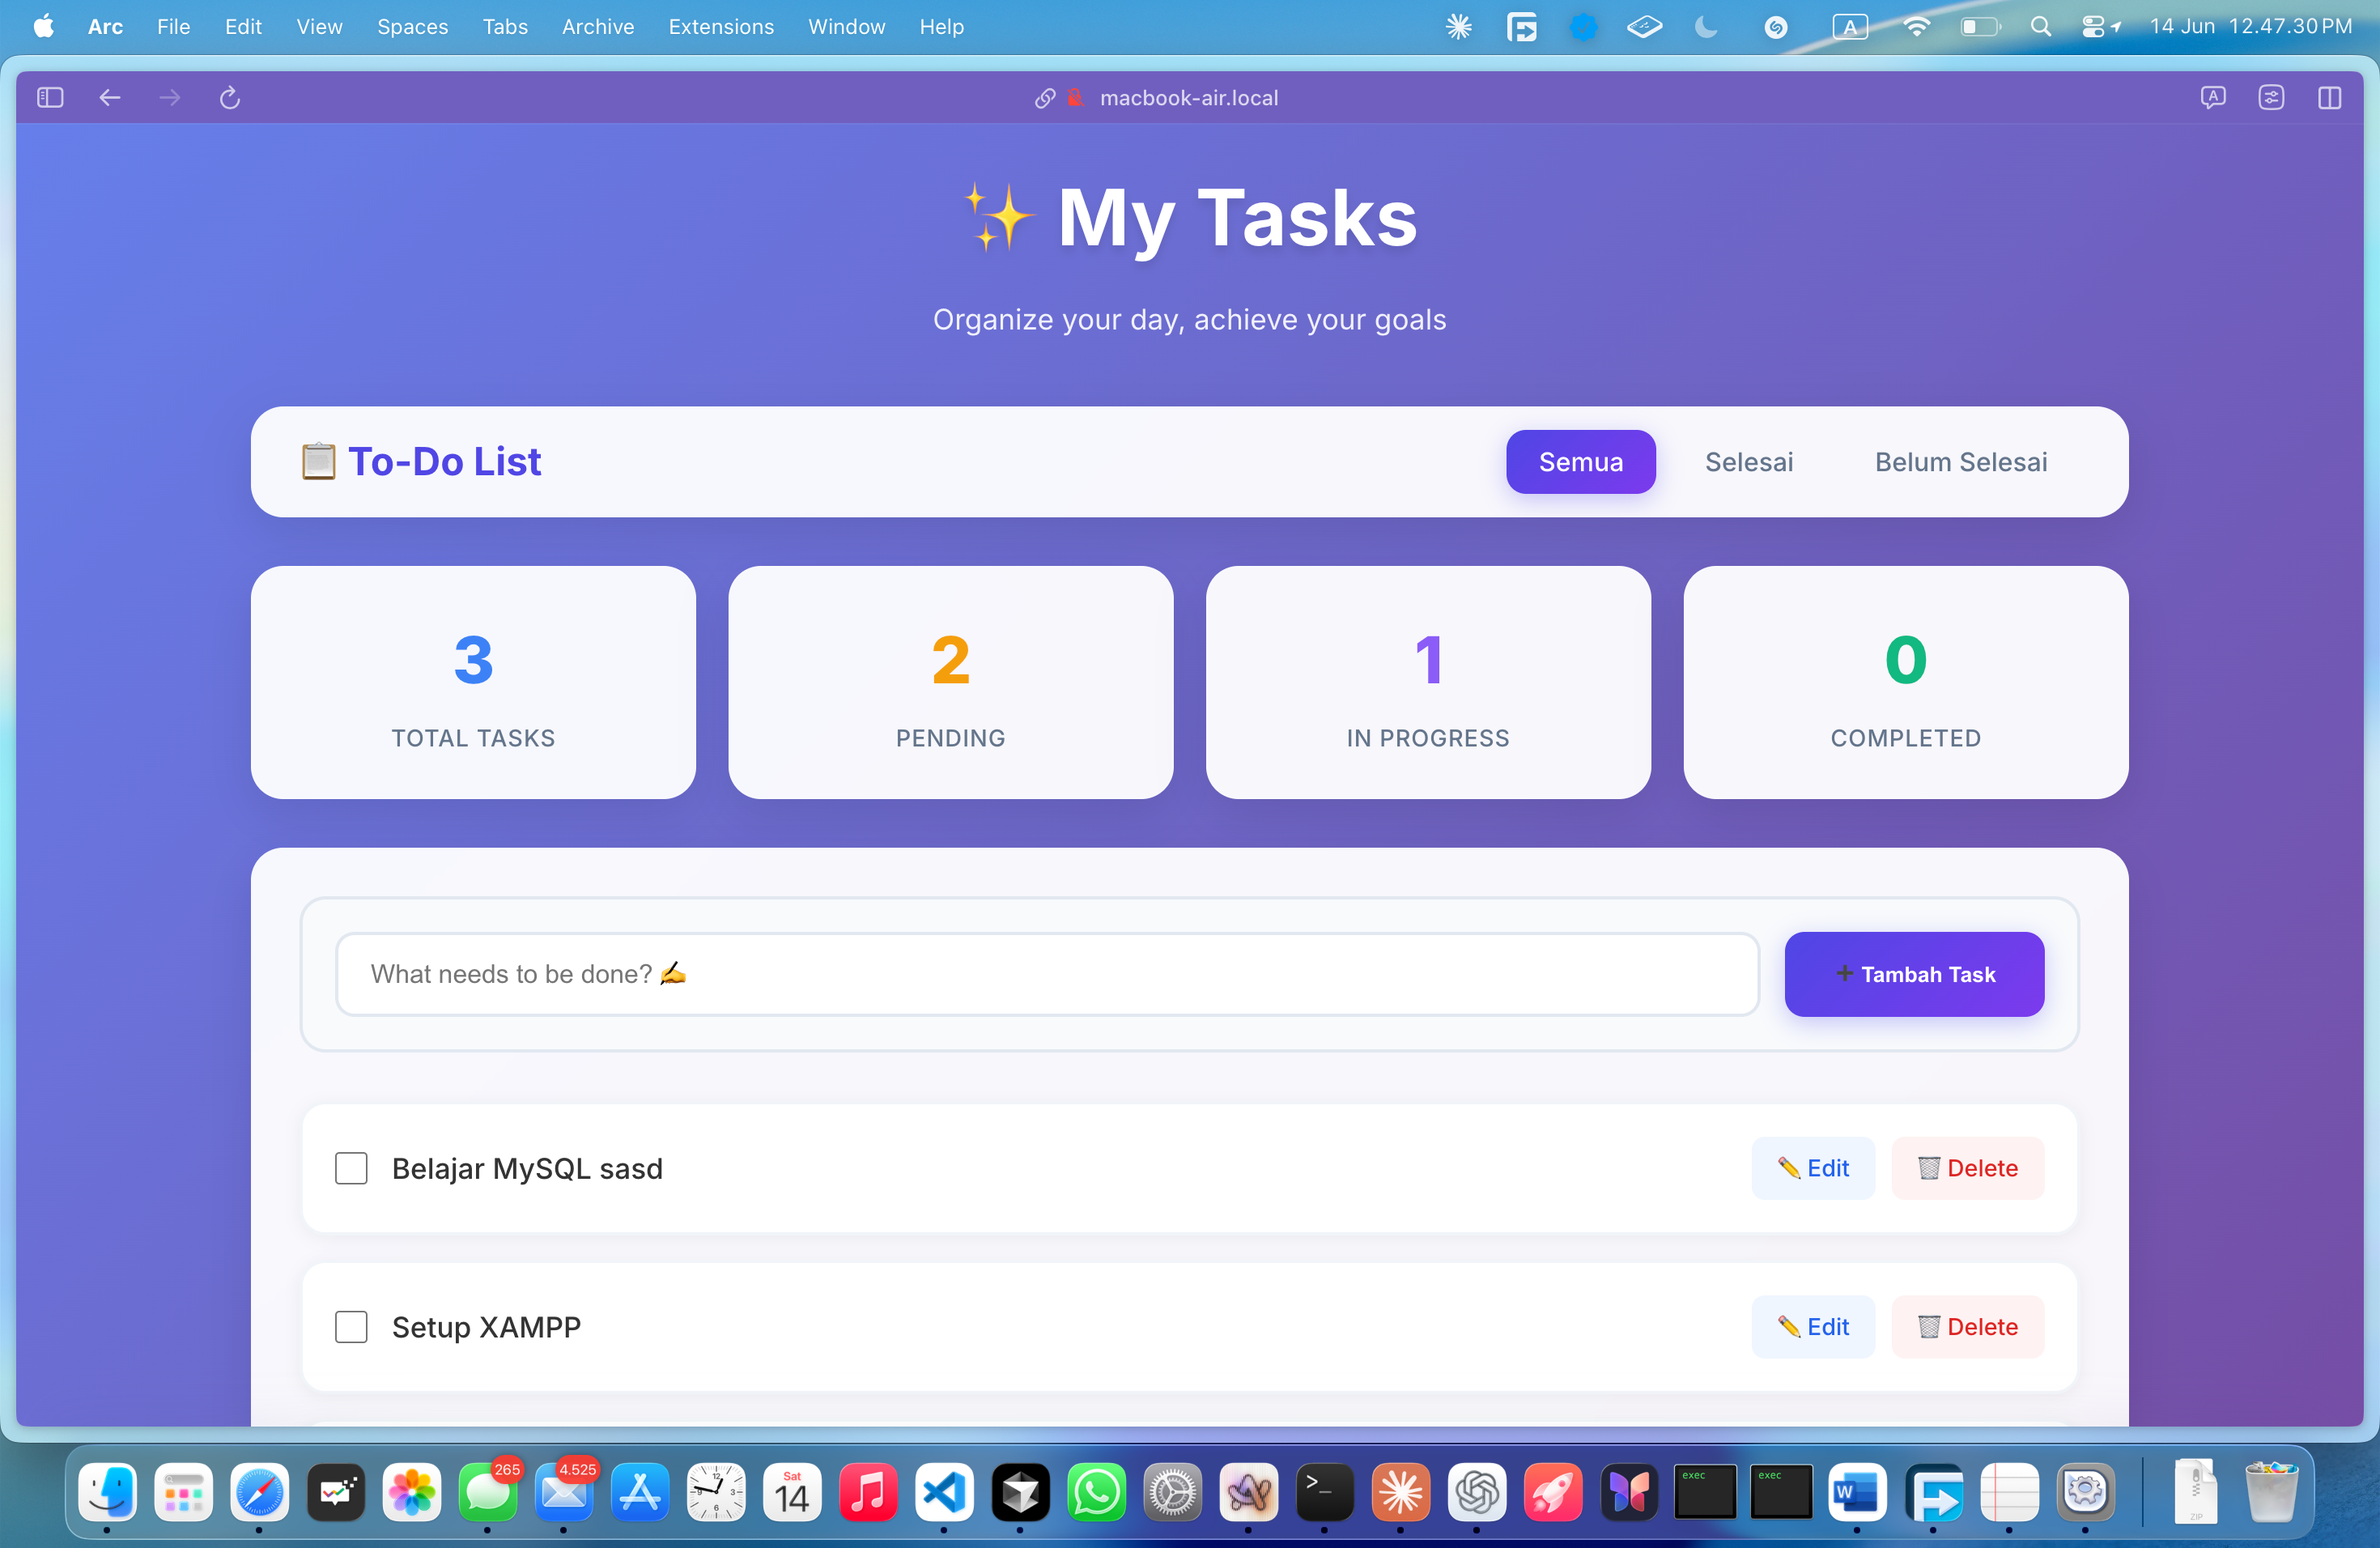 Arc File Edit View Spaces Tabs Archive Extensions Window Help A 14 Jun 12.47.30 PM
macbook-air.local
✨ My Tasks
Organize your day, achieve your goals
📋 To-Do List Semua Selesai Belum Selesai
3 2 1 0
TOTAL TASKS PENDING IN PROGRESS COMPLETED
What needs to be done? ✍️ ➕ Tambah Task
Belajar MySQL sasd ✏️ Edit 🗑️ Delete
Setup XAMPP ✏️ Edit 🗑️ Delete
265 4.525 Sat 14 exec exec W ZIP